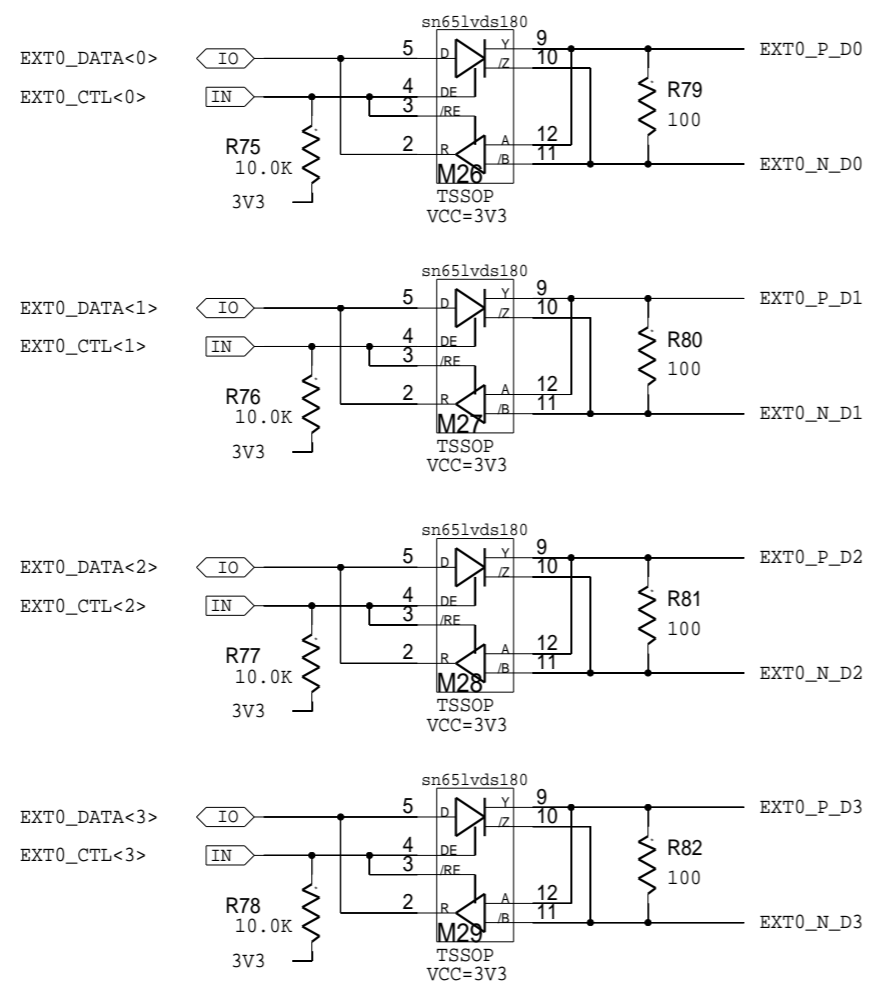 sn65lvds180
EXT0_DATA<0> IO 5 D Y 9 EXT0_P_D0
/Z 10
EXT0_CTL<0> IN 4 DE R79
3 /RE 100
R75 2 R A 12
10.0K M26 /B 11 EXT0_N_D0
3V3 TSSOP
VCC=3V3
sn65lvds180
EXT0_DATA<1> IO 5 D Y 9 EXT0_P_D1
/Z 10
EXT0_CTL<1> IN 4 DE R80
3 /RE 100
R76 2 R A 12
10.0K M27 /B 11 EXT0_N_D1
3V3 TSSOP
VCC=3V3
sn65lvds180
EXT0_DATA<2> IO 5 D Y 9 EXT0_P_D2
/Z 10
EXT0_CTL<2> IN 4 DE R81
3 /RE 100
R77 2 R A 12
10.0K M28 /B 11 EXT0_N_D2
3V3 TSSOP
VCC=3V3
sn65lvds180
EXT0_DATA<3> IO 5 D Y 9 EXT0_P_D3
/Z 10
EXT0_CTL<3> IN 4 DE R82
3 /RE 100
R78 2 R A 12
10.0K M29 /B 11 EXT0_N_D3
3V3 TSSOP
VCC=3V3